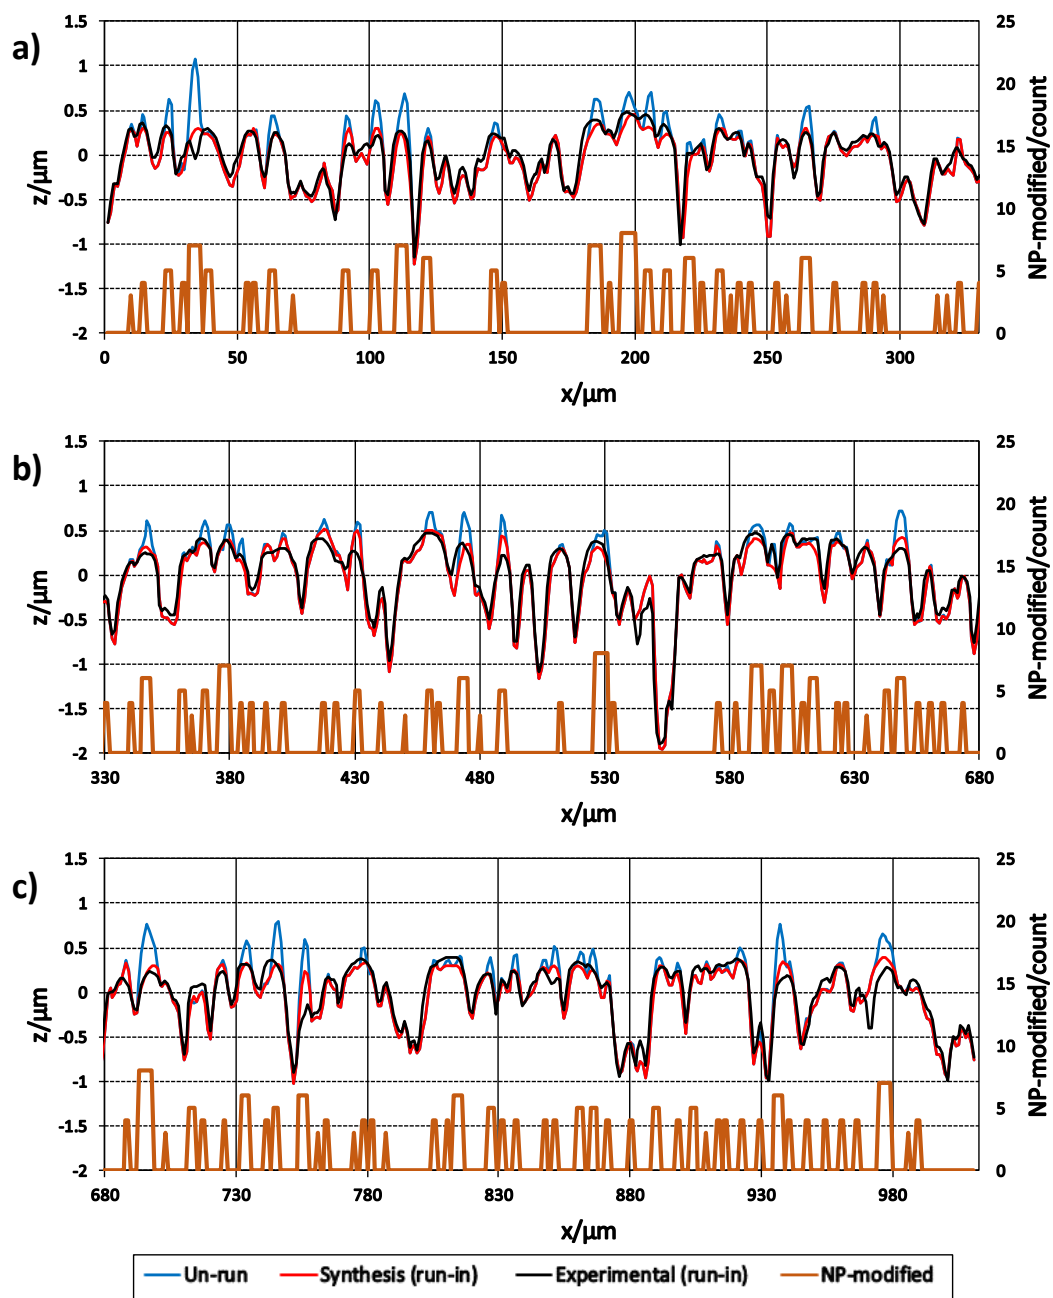 a)
1.5
1
0.5
0
-0.5
-1
-1.5
-2
z/µm
25
20
15
10
5
0
NP-modified/count
0 50 100 150 200 250 300
x/µm
b)
1.5
1
0.5
0
-0.5
-1
-1.5
-2
z/µm
25
20
15
10
5
0
NP-modified/count
330 380 430 480 530 580 630 680
x/µm
c)
1.5
1
0.5
0
-0.5
-1
-1.5
-2
z/µm
25
20
15
10
5
0
NP-modified/count
680 730 780 830 880 930 980
x/µm
Un-run Synthesis (run-in) Experimental (run-in) NP-modified